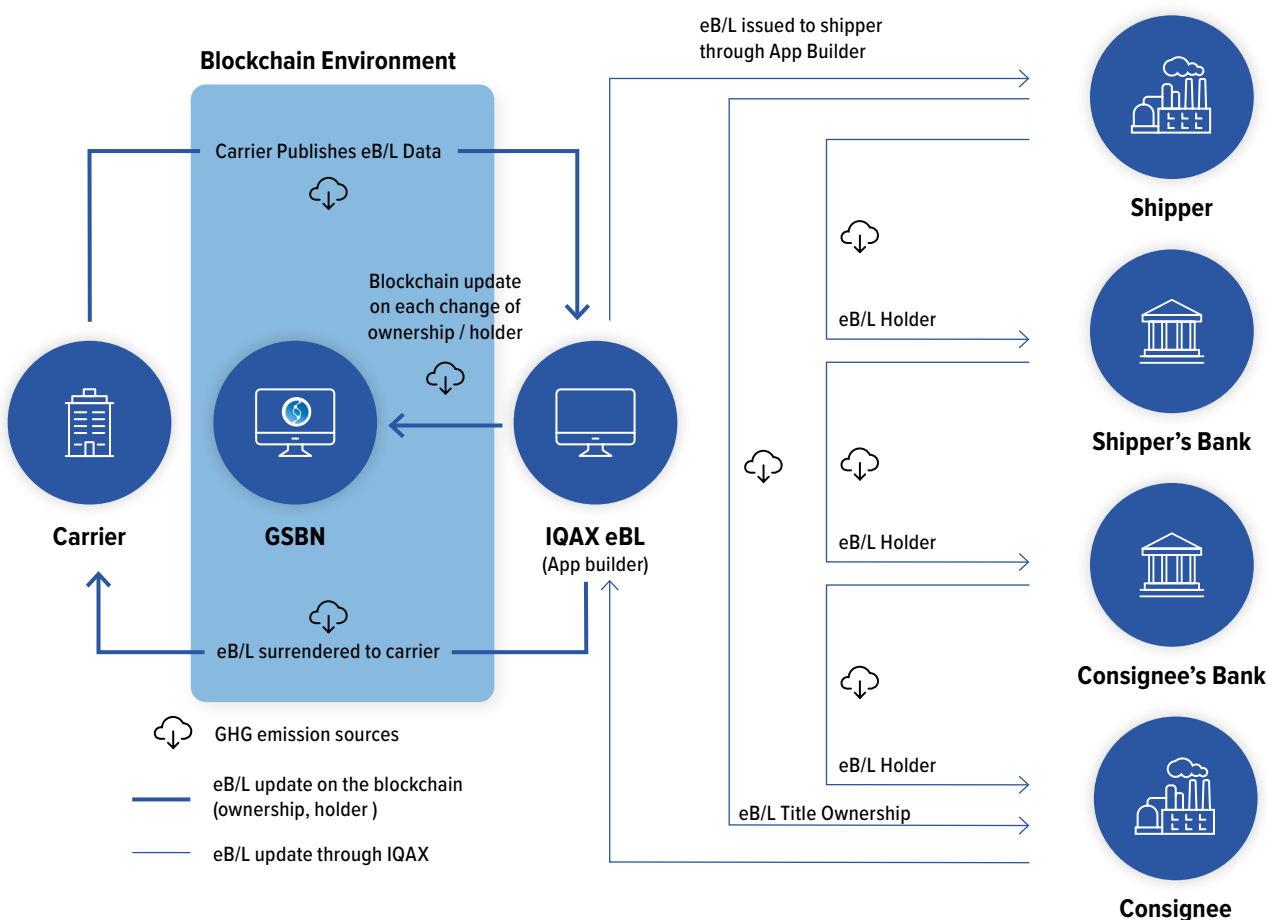 eB/L issued to shipper
through App Builder
Blockchain Environment
Carrier Publishes eB/L Data
Shipper
Blockchain update
on each change of
ownership / holder
eB/L Holder
Shipper's Bank
Carrier
GSBN
IQAX eBL
(App builder)
eB/L Holder
eB/L surrendered to carrier
Consignee's Bank
GHG emission sources
eB/L Holder
eB/L update on the blockchain
(ownership, holder )
eB/L Title Ownership
eB/L update through IQAX
Consignee